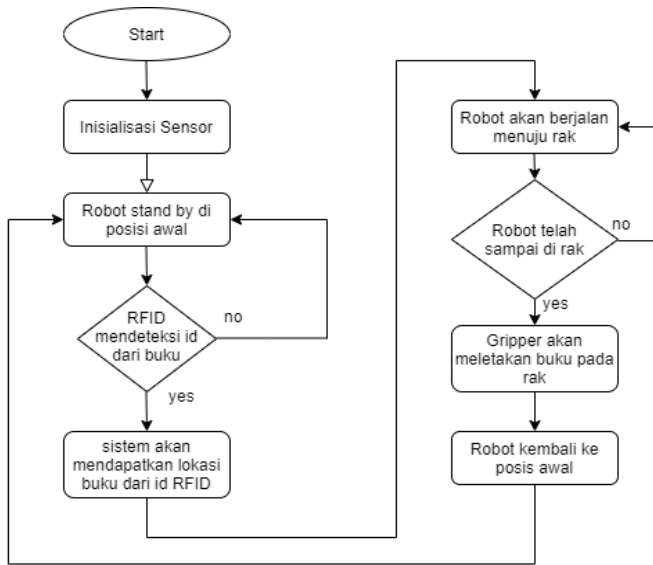 Start
Inisialisasi Sensor
Robot stand by di
posisi awal
RFID
mendeteksi id
dari buku
no
yes
sistem akan
mendapatkan lokasi
buku dari id RFID
Robot akan berjalan
menuju rak
Robot telah
sampai di rak
no
yes
Gripper akan
meletakan buku pada
rak
Robot kembali ke
posis awal